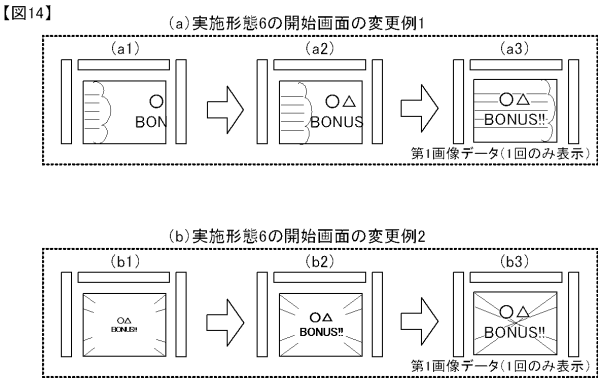 【図14】
(a)実施形態6の開始画面の変更例1
(a1)
(a2)
(a3)
○
BON
○△
BONUS
○△
BONUS!!
第1画像データ(1回のみ表示)
(b)実施形態6の開始画面の変更例2
(b1)
(b2)
(b3)
○△
BONUS!!
○△
BONUS!!
○△
BONUS!!
第1画像データ(1回のみ表示)